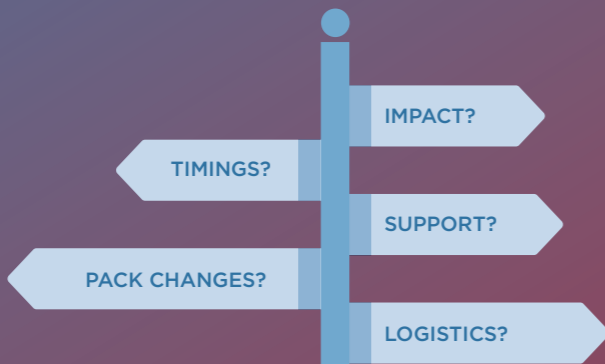 IMPACT?
TIMINGS?
SUPPORT?
PACK CHANGES?
LOGISTICS?